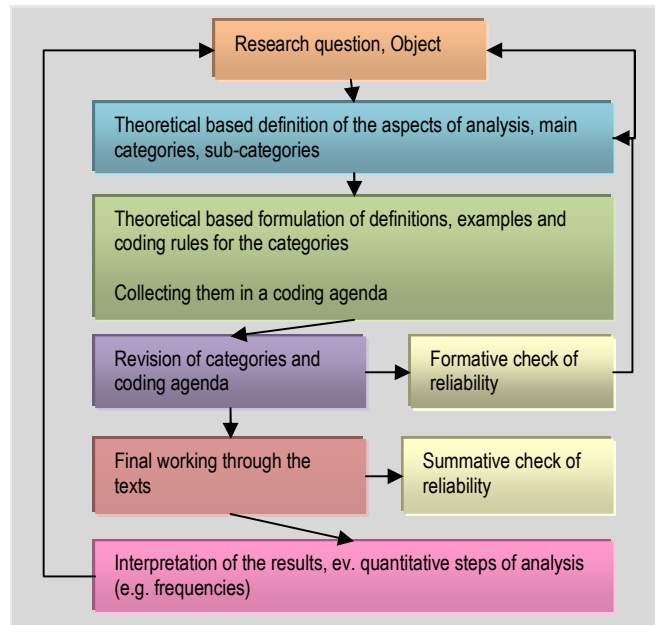 Research question, Object
Theoretical based definition of the aspects of analysis, main
categories, sub-categories
Theoretical based formulation of definitions, examples and
coding rules for the categories
Collecting them in a coding agenda
Revision of categories and
coding agenda
Formative check of
reliability
Final working through the
texts
Summative check of
reliability
Interpretation of the results, ev. quantitative steps of analysis
(e.g. frequencies)